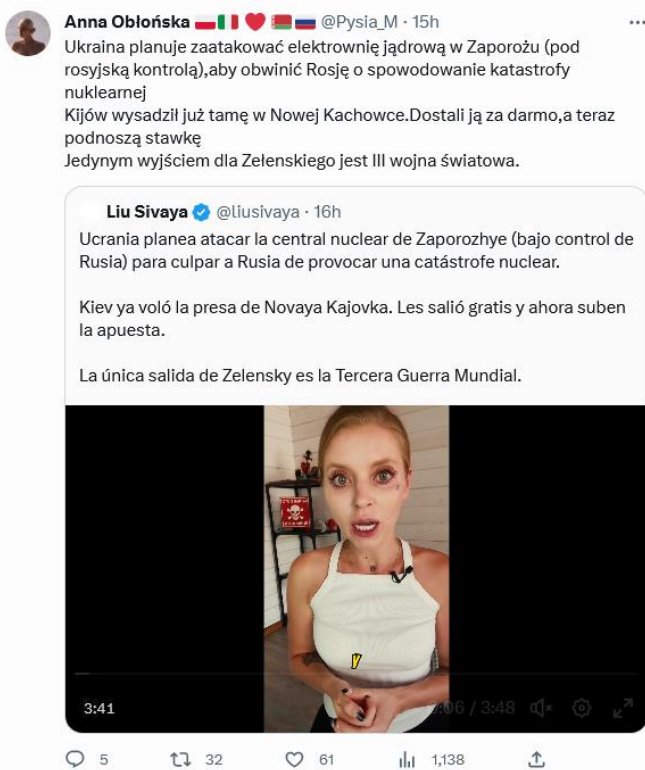 Anna Obłońska @Pysia_M · 15h
Ukraina planuje zaatakować elektrownię jądrową w Zaporożu (pod
rosyjską kontrolą),aby obwinić Rosję o spowodowanie katastrofy
nuklearnej
Kijów wysadził już tamę w Nowej Kachowce.Dostali ją za darmo,a teraz
podnoszą stawkę
Jedynym wyjściem dla Zełenskiego jest III wojna światowa.
Liu Sivaya @liusivaya · 16h
Ucrania planea atacar la central nuclear de Zaporozhye (bajo control de
Rusia) para culpar a Rusia de provocar una catástrofe nuclear.
Kiev ya voló la presa de Novaya Kajovka. Les salió gratis y ahora suben
la apuesta.
La única salida de Zelensky es la Tercera Guerra Mundial.
y
3:41
0:06 / 3:48
5 32 61 1,138